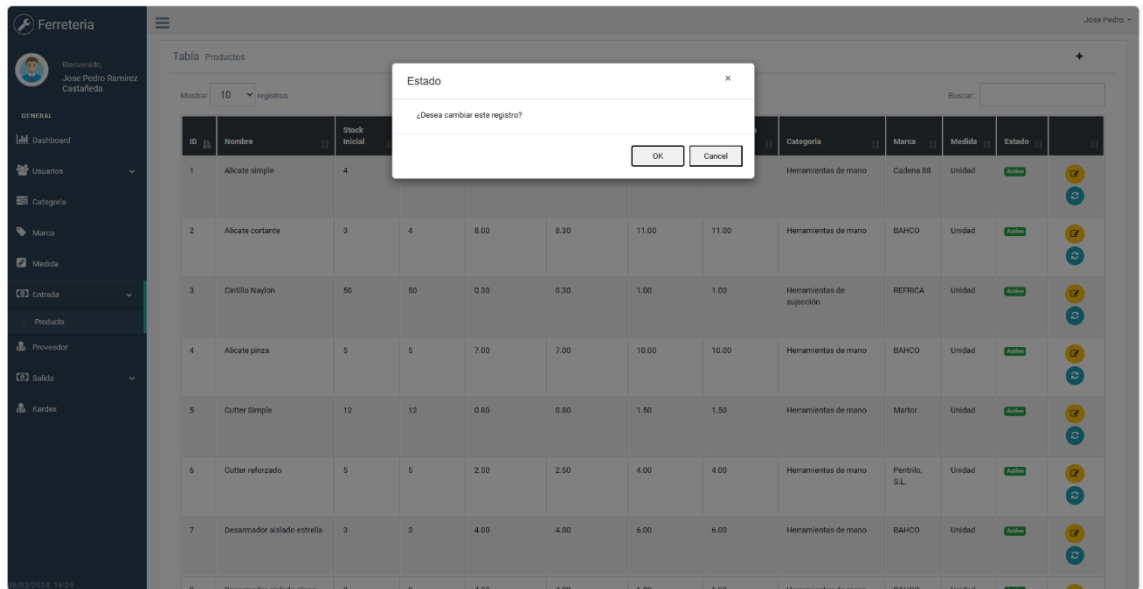 Ferreteria
Jose Pedro
Bienvenido,
Jose Pedro Ramirez
Castañeda
GENERAL
Dashboard
Usuarios
Categoria
Marca
Medida
Entrada
Producto
Proveedor
Salida
Kardex
08/03/2024, 16:29
Tabla Productos
Mostrar 10 registros
Buscar:
Estado ×
¿Desea cambiar este registro?
OK Cancel
ID Nombre Stock Inicial Categoria Marca Medida Estado
1 Alicate simple 4 Herramientas de mano Cadena 88 Unidad Activo
2 Alicate cortante 3 4 8.00 8.30 11.00 11.00 Herramientas de mano BAHCO Unidad Activo
3 Cintillo Naylon 50 50 0.30 0.30 1.00 1.00 Herramientas de sujección REFRICA Unidad Activo
4 Alicate pinza 5 5 7.00 7.00 10.00 10.00 Herramientas de mano BAHCO Unidad Activo
5 Cutter Simple 12 12 0.80 0.80 1.50 1.50 Herramientas de mano Martor Unidad Activo
6 Cutter reforzado 5 5 2.50 2.50 4.00 4.00 Herramientas de mano Pentrilo, S.L. Unidad Activo
7 Desarmador aislado estrella 3 3 4.00 4.00 6.00 6.00 Herramientas de mano BAHCO Unidad Activo